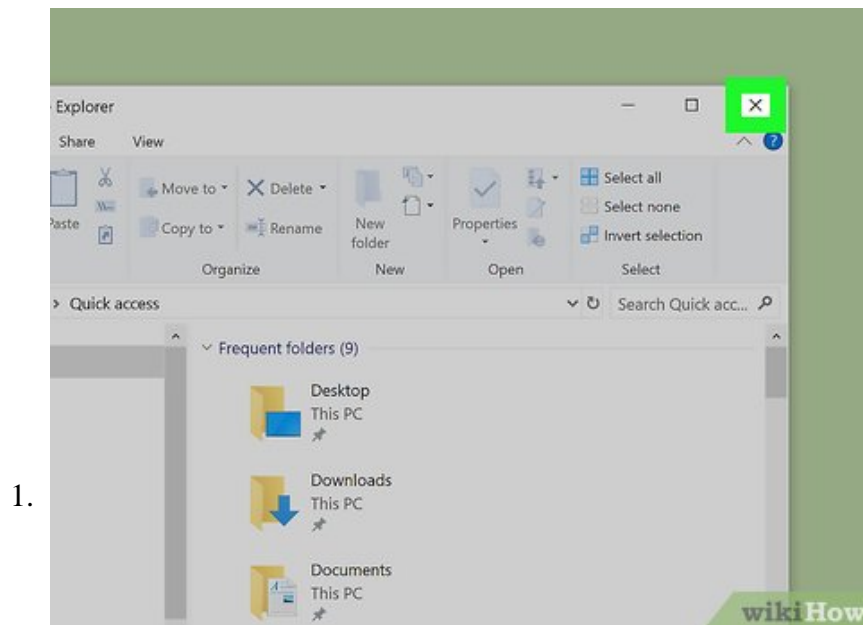 Explorer
Share View
Paste
Move to
Copy to
Delete
Rename
Organize
New
folder
New
Properties
Open
Select all
Select none
Invert selection
Select
> Quick access
Search Quick acc...
Frequent folders (9)
Desktop
This PC
Downloads
This PC
Documents
This PC
1.
wikiHow